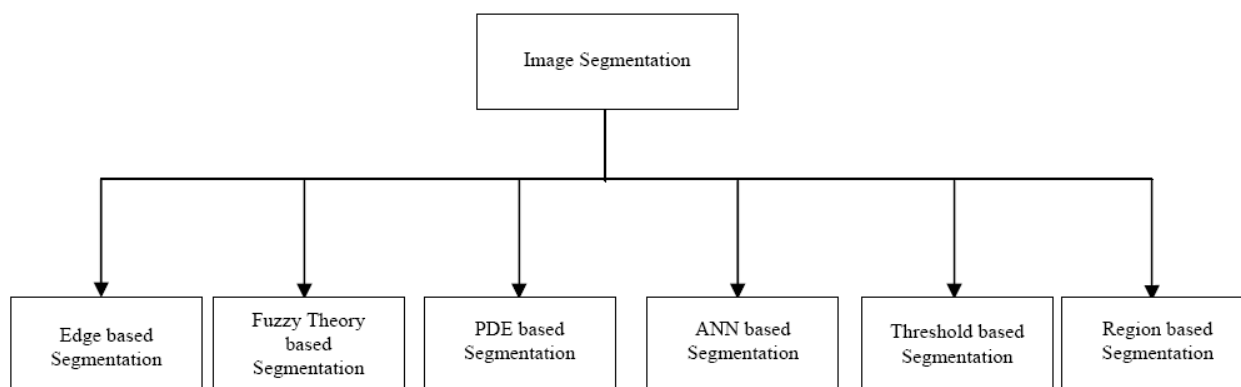 Image Segmentation
Edge based
Segmentation
Fuzzy Theory
based
Segmentation
PDE based
Segmentation
ANN based
Segmentation
Threshold based
Segmentation
Region based
Segmentation